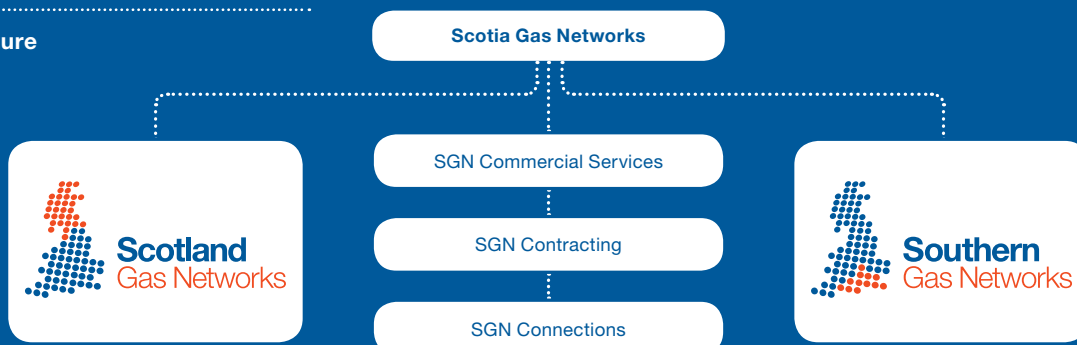 ure
Scotia Gas Networks
SGN Commercial Services
Scotland
Gas Networks
SGN Contracting
Southern
Gas Networks
SGN Connections